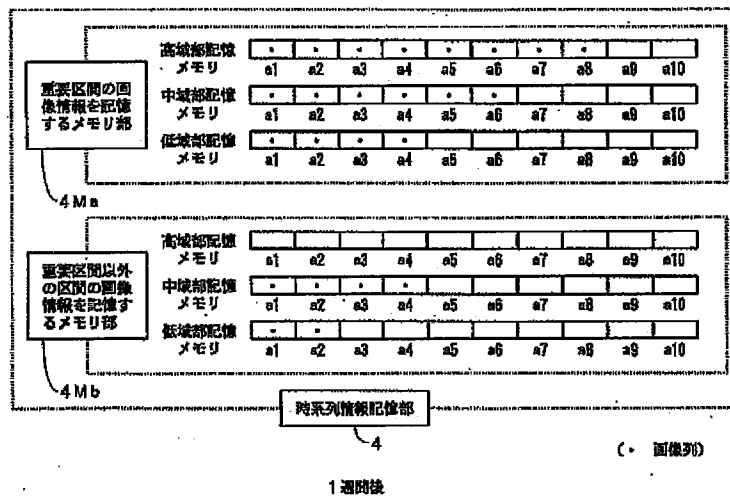 高域部記憶
メモリ
a1 a2 a3 a4 a5 a6 a7 a8 a9 a10
重要区間の画
像情報を記憶
するメモリ部
中域部記憶
メモリ
a1 a2 a3 a4 a5 a6 a7 a8 a9 a10
低域部記憶
メモリ
a1 a2 a3 a4 a5 a6 a7 a8 a9 a10
4Ma
高域部記憶
メモリ
a1 a2 a3 a4 a5 a6 a7 a8 a9 a10
重要区間以外
の区間の画像
情報を記憶す
るメモリ部
中域部記憶
メモリ
a1 a2 a3 a4 a5 a6 a7 a8 a9 a10
低域部記憶
メモリ
a1 a2 a3 a4 a5 a6 a7 a8 a9 a10
4Mb
時系列情報記憶部
4
(・ 画像列)
1週間後